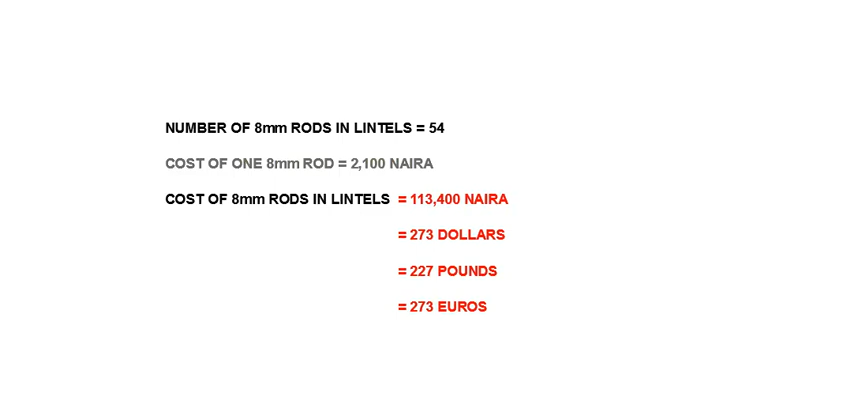 NUMBER OF 8mm RODS IN LINTELS = 54
COST OF ONE 8mm ROD = 2,100 NAIRA
COST OF 8mm RODS IN LINTELS = 113,400 NAIRA
= 273 DOLLARS
= 227 POUNDS
= 273 EUROS